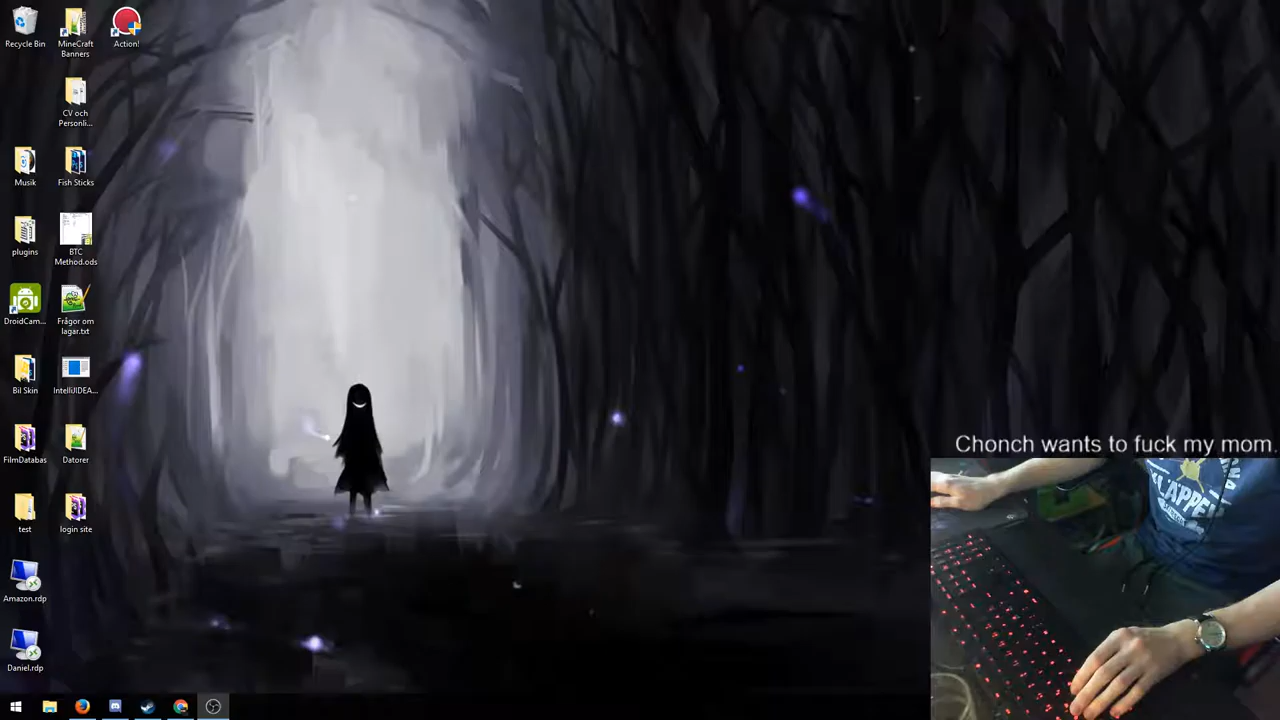 Recycle Bin
MineCraft
Banners
Action!
CV och
Personli...
Musik
Fish Sticks
plugins
BTC
Method.ods
DroidCam...
Frågor om
lagar.txt
Bil Skin
IntelliJIDEA...
FilmDatabas
Datorer
test
login site
Amazon.rdp
Daniel.rdp
Chonch wants to fuck my mom.
KLÄPPEN